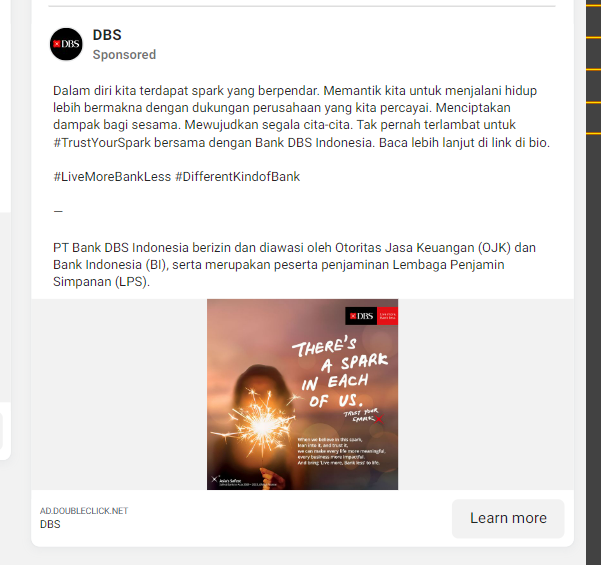 DBS
DBS
Sponsored
Dalam diri kita terdapat spark yang berpendar. Memantik kita untuk menjalani hidup
lebih bermakna dengan dukungan perusahaan yang kita percayai. Menciptakan
dampak bagi sesama. Mewujudkan segala cita-cita. Tak pernah terlambat untuk
#TrustYourSpark bersama dengan Bank DBS Indonesia. Baca lebih lanjut di link di bio.
#LiveMoreBankLess #DifferentKindofBank
—
PT Bank DBS Indonesia berizin dan diawasi oleh Otoritas Jasa Keuangan (OJK) dan
Bank Indonesia (BI), serta merupakan peserta penjaminan Lembaga Penjamin
Simpanan (LPS).
DBS
THERE'S
A SPARK
IN EACH
OF US.
TRUST YOUR
SPARK
When we believe in this spark,
lean into it, and trust it,
we can make every life more meaningful,
every business more impactful.
And bring 'Live more, Bank less' to life.
Asia's Safest
AD.DOUBLECLICK.NET
DBS
Learn more